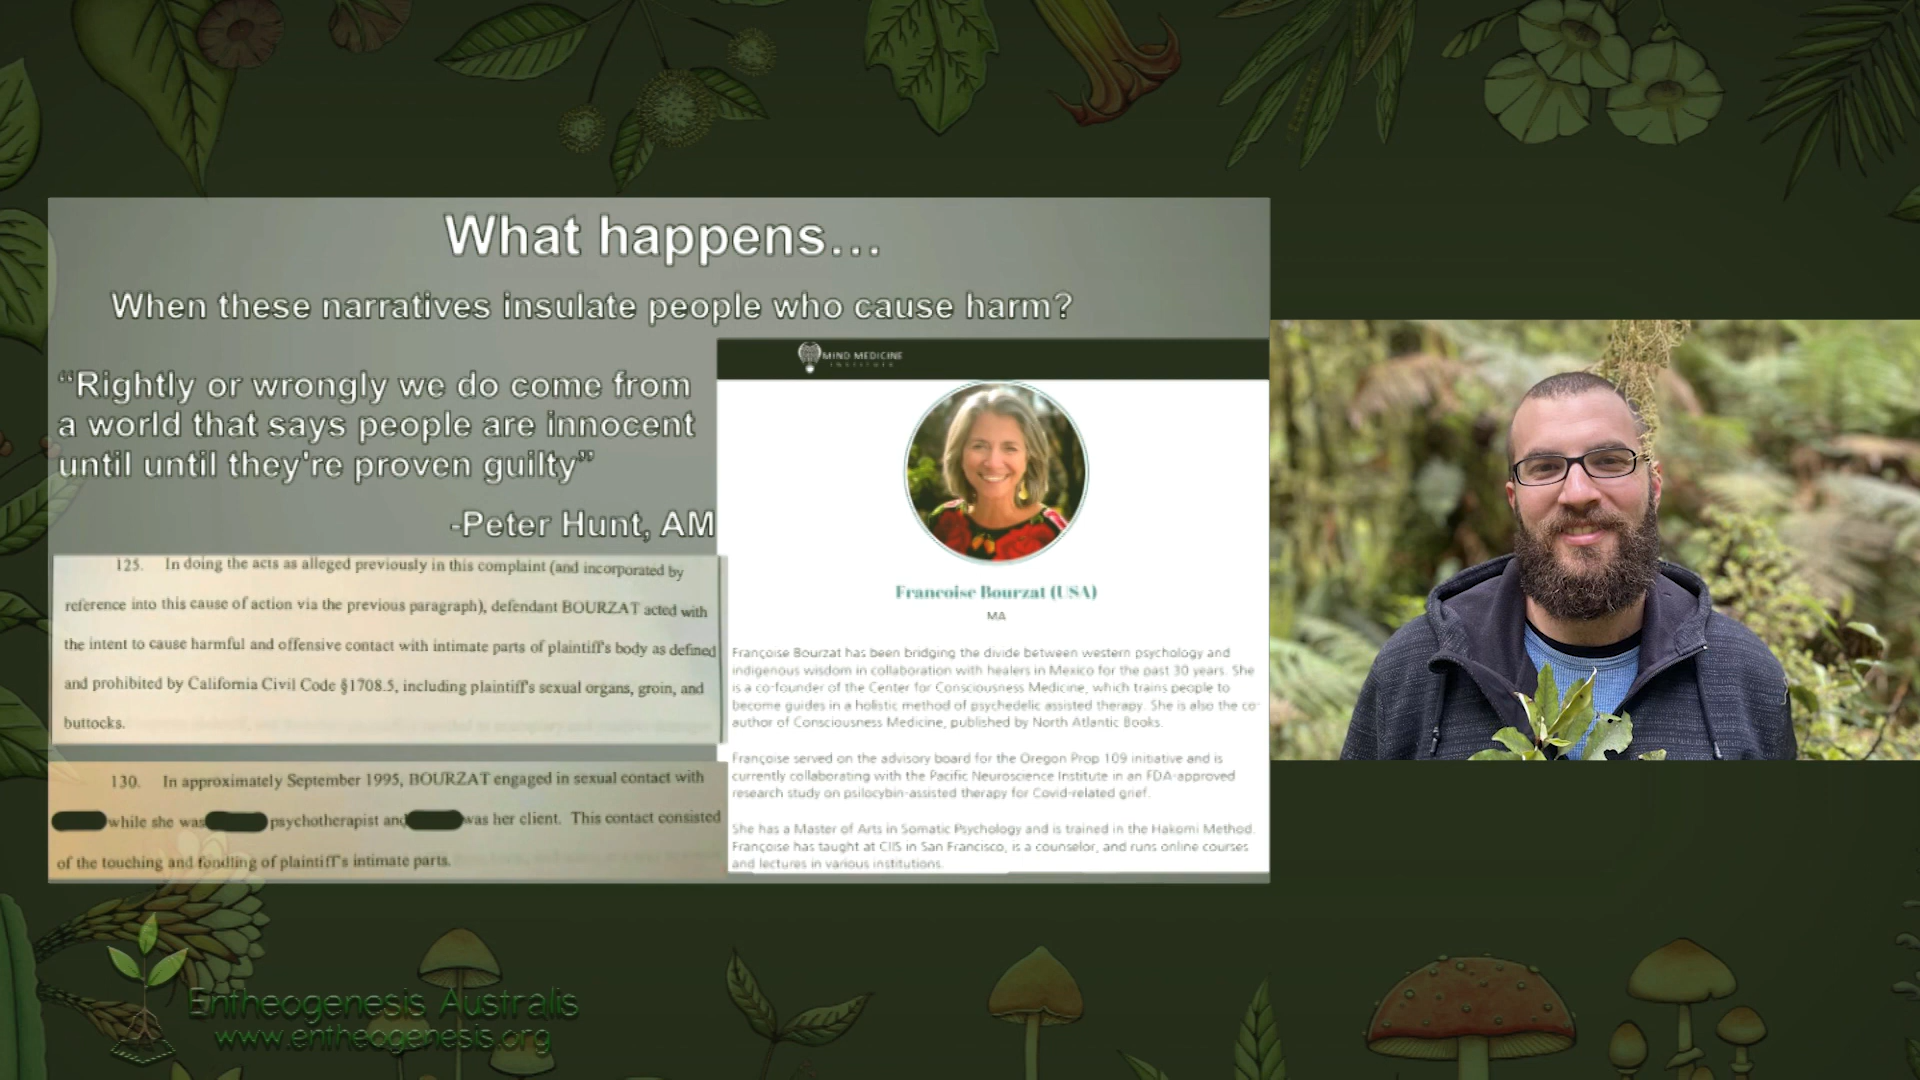 What happens…
When these narratives insulate people who cause harm?
“Rightly or wrongly we do come from
a world that says people are innocent
until until they're proven guilty”
-Peter Hunt, AM
125. In doing the acts as alleged previously in this complaint (and incorporated by
reference into this cause of action via the previous paragraph), defendant BOURZAT acted with
the intent to cause harmful and offensive contact with intimate parts of plaintiff's body as defined
and prohibited by California Civil Code §1708.5, including plaintiff's sexual organs, groin, and
buttocks.
130. In approximately September 1995, BOURZAT engaged in sexual contact with
while she was psychotherapist and was her client. This contact consisted
of the touching and fondling of plaintiff's intimate parts.
MIND MEDICINE
INSTITUTE
Francoise Bourzat (USA)
MA
Françoise Bourzat has been bridging the divide between western psychology and
indigenous wisdom in collaboration with healers in Mexico for the past 30 years. She
is a co-founder of the Center for Consciousness Medicine, which trains people to
become guides in a holistic method of psychedelic assisted therapy. She is also the co-
author of Consciousness Medicine, published by North Atlantic Books.
Françoise served on the advisory board for the Oregon Prop 109 initiative and is
currently collaborating with the Pacific Neuroscience Institute in an FDA-approved
research study on psilocybin-assisted therapy for Covid-related grief.
She has a Master of Arts in Somatic Psychology and is trained in the Hakomi Method.
Françoise has taught at CIIS in San Francisco, is a counselor, and runs online courses
and lectures in various institutions.
Entheogenesis Australis
www.entheogenesis.org